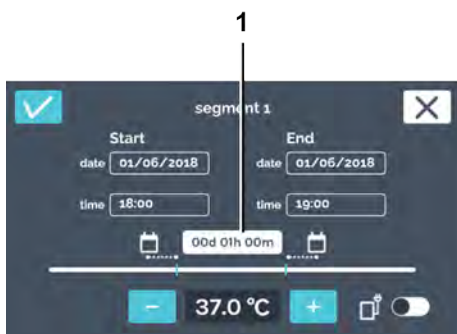 1
segment 1
Start End
date 01/06/2018 date 01/06/2018
time 18:00 time 19:00
00d 01h 00m
− 37.0 °C +